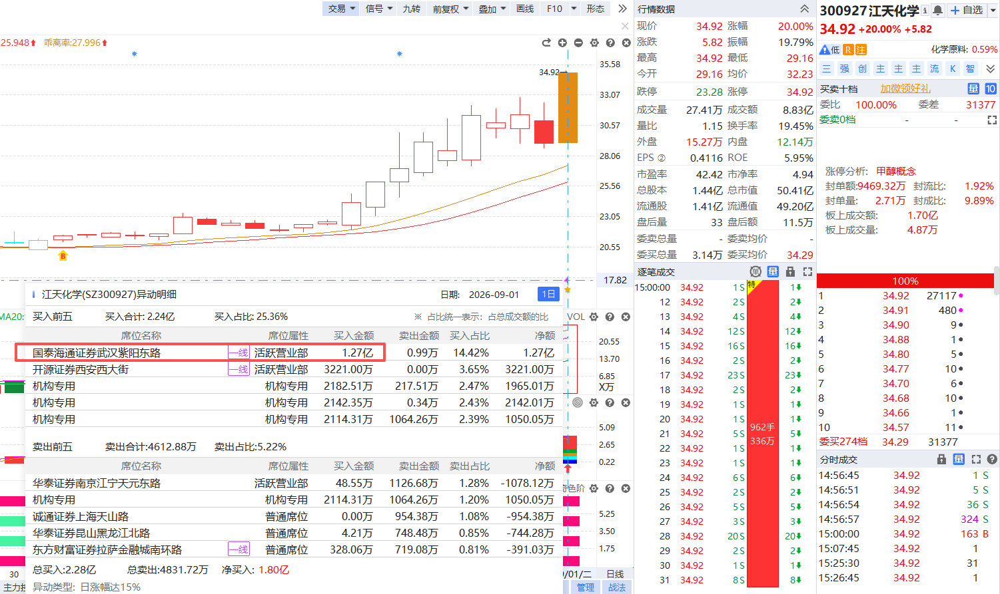 交易 信号 九转 前复权 叠加 画线 F10 形态
25.948 乖离率:27.996
35.58
34.92
33.07
30.57
28.06
25.56
23.05
20.55
17.82
B
江天化学(SZ300927)异动明细 日期: 2026-09-01 1日
买入前五 买入合计: 2.24亿 买入占比: 25.36% ※ 占比统一表示: 占总成交额的比
席位名称 席位属性 买入金额 卖出金额 买入占比 净额
国泰海通证券武汉紫阳东路 一线 活跃营业部 1.27亿 0.99万 14.42% 1.27亿
开源证券西安西大街 一线 活跃营业部 3221.00万 0.00万 3.65% 3221.00万
机构专用 机构专用 2182.51万 217.51万 2.47% 1965.01万
机构专用 机构专用 2142.35万 0.34万 2.43% 2142.01万
机构专用 机构专用 2114.31万 1064.26万 2.39% 1050.05万
卖出前五 卖出合计:4612.88万 卖出占比:5.22%
席位名称 席位属性 买入金额 卖出金额 卖出占比 净额
华泰证券南京江宁天元东路 活跃营业部 48.55万 1126.68万 1.28% -1078.12万
机构专用 机构专用 2114.31万 1064.26万 1.20% 1050.05万
诚通证券上海天山路 普通席位 0.00万 954.38万 1.08% -954.38万
华泰证券昆山黑龙江北路 普通席位 4.21万 748.48万 0.85% -744.28万
东方财富证券拉萨金融城南环路 一线 普通席位 328.06万 719.08万 0.81% -391.03万
总买入:2.28亿 总卖出:4831.72万 净买入: 1.80亿
异动类型: 日涨幅达15%
MA20:
VOL
20.55
13.70
6.85
X万
5.09
2.65
0.22
色阶
5.25
3.50
1.75
30
/01/二 日线
主力
管理 战法
行情数据
现价 34.92 涨幅 20.00%
涨跌 5.82 振幅 19.79%
最高 34.92 最低 29.16
今开 29.16 均价 32.23
跌停 23.28 涨停 34.92
成交量 27.41万 成交额 8.83亿
量比 1.15 换手率 19.45%
外盘 15.27万 内盘 12.14万
EPS ② 0.4116 ROE 5.95%
市盈率 42.42 市净率 4.94
总股本 1.44亿 总市值 50.41亿
流通股 1.41亿 流通值 49.20亿
盘后量 33 盘后额 11.5万
委卖总量 - 委卖均价 -
委买总量 3.14万 委买均价 34.29
逐笔成交 单 量
15:00:00 34.92 1 S 特 1
12 34.92 2 S 2
13 34.92 4 S 4
14 34.92 12 S 12
15 34.92 16 S 16
16 34.92 2 S 2
17 34.92 23 S 23
18 34.92 2 S 2
19 34.92 1 S 1
20 34.92 1 S 1
962手
21 34.92 5 S 5
336万
22 34.92 1 S 1
23 34.92 1 S 1
24 34.92 6 S 6
25 34.92 2 S 2
26 34.92 5 S 5
27 34.92 3 S 3
28 34.92 20 S 20
29 34.92 2 S 2
30 34.92 1 S 1
31 34.92 8 S 8
300927 江天化学 自选
34.92 +20.00% +5.82
低 R 注 化学原料: 0.59%
三 强 创 主 主 主 流 K 智
买卖十档 加微领好礼 量 10
委比 100.00% 委差 31377
委卖0档 - -
涨停分析: 甲醇概念
封单额:9469.32万 封流比: 1.92%
封单量: 2.71万 封成比: 9.89%
板上成交额: 1.70亿
板上成交量: 4.87万
100%
1 34.92 27117
2 34.91 480
3 34.90 9
4 34.88 1
5 34.80 5
6 34.77 10
7 34.70 6
8 34.68 10
9 34.66 1
10 34.57 11
委买274档 34.29 31377
分时成交 量
14:56:45 34.92 1 S
14:56:51 34.92 5 S
14:56:54 34.92 36 S
14:56:57 34.92 324 S
15:00:00 34.92 163 B
15:07:45 34.92 1
15:25:30 34.92 31
15:26:45 34.92 1